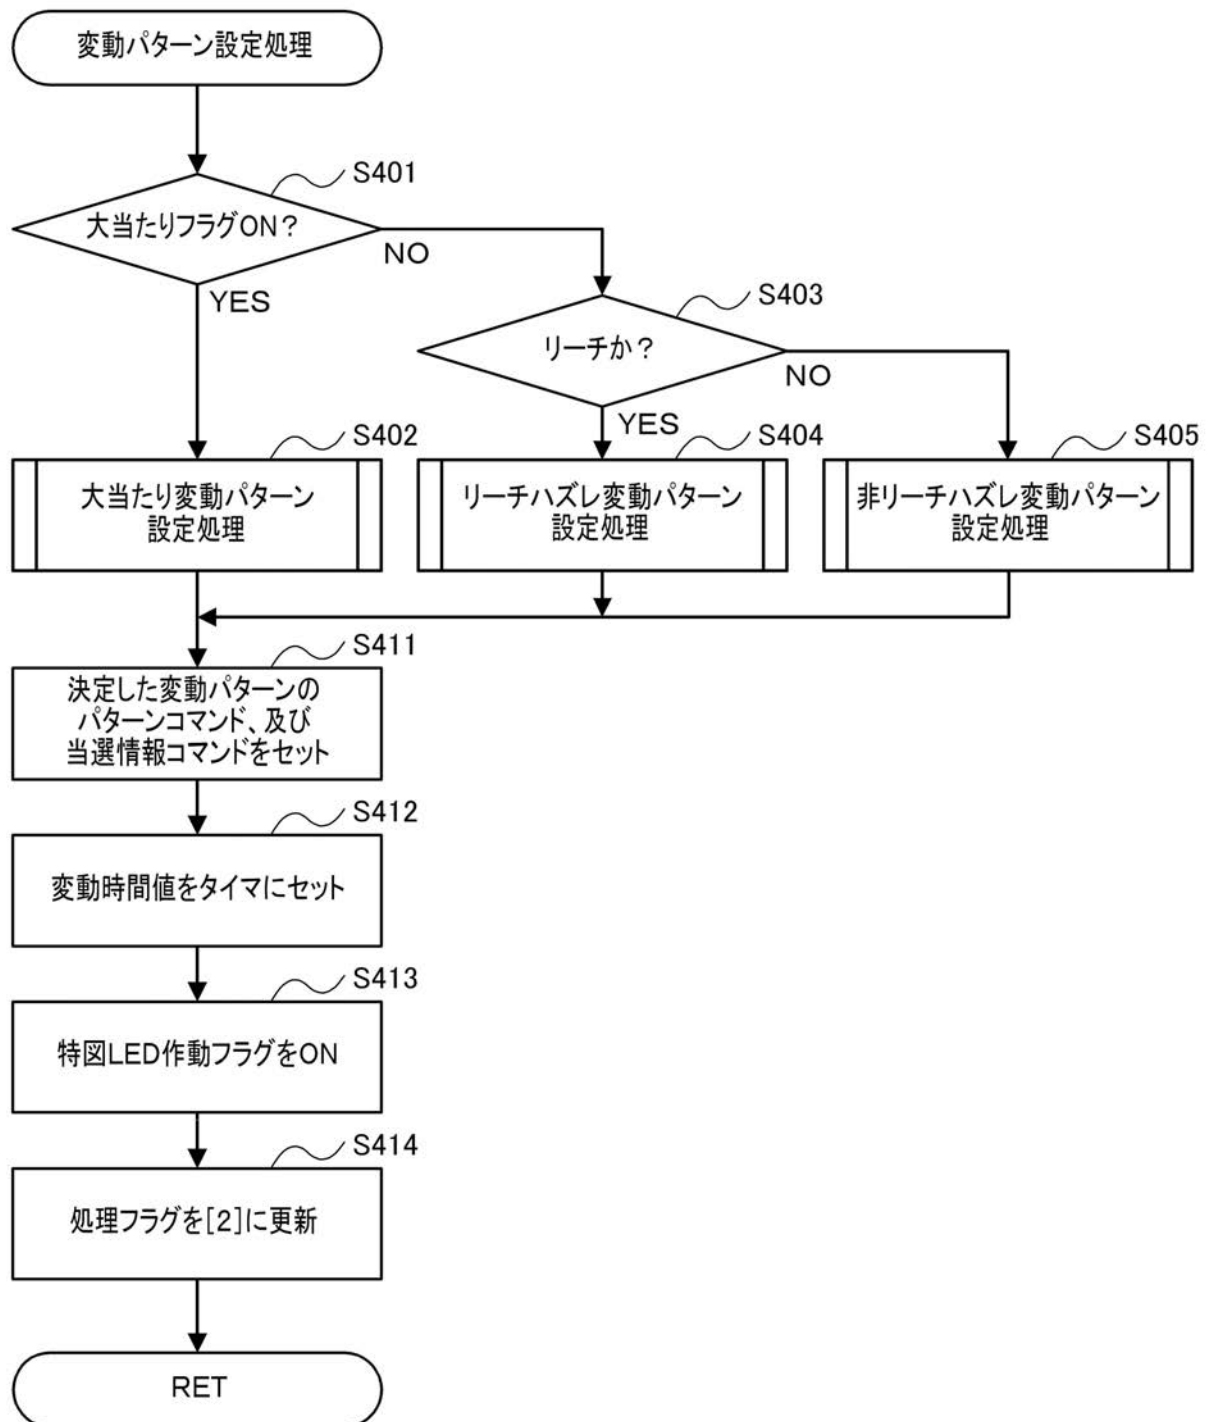 変動パターン設定処理
S401
大当たりフラグON？
NO
YES
S403
リーチか？
NO
YES
S402
大当たり変動パターン
設定処理
S404
リーチハズレ変動パターン
設定処理
S405
非リーチハズレ変動パターン
設定処理
S411
決定した変動パターンの
パターンコマンド、及び
当選情報コマンドをセット
S412
変動時間値をタイマにセット
S413
特図LED作動フラグをON
S414
処理フラグを[2]に更新
RET